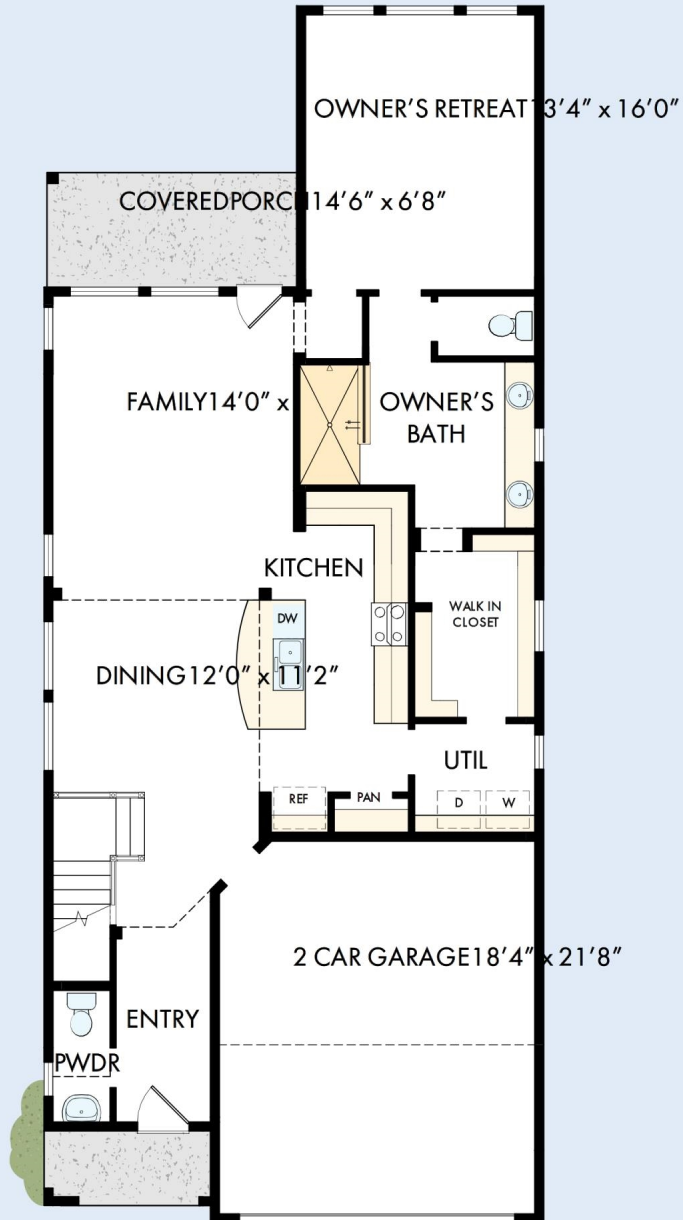 OWNER'S RETREAT13'4" x 16'0"
COVEREDPORCH14'6" x 6'8"
FAMILY14'0" x
OWNER'S
BATH
KITCHEN
WALK IN
CLOSET
DW
DINING12'0" x 11'2"
UTIL
REF
PAN
D
W
2 CAR GARAGE18'4" x 21'8"
ENTRY
PWDR